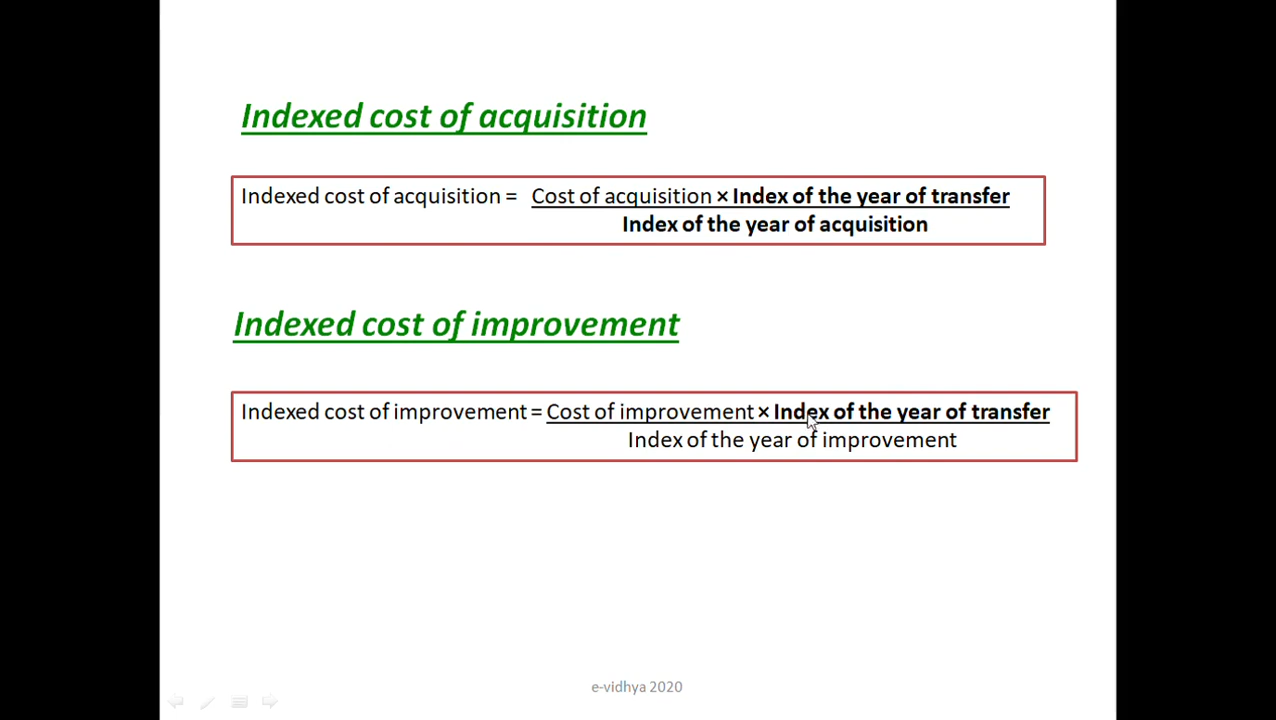 Indexed cost of acquisition
Indexed cost of acquisition = Cost of acquisition × Index of the year of transfer
Index of the year of acquisition
Indexed cost of improvement
Indexed cost of improvement = Cost of improvement × Index of the year of transfer
Index of the year of improvement
e-vidhya 2020